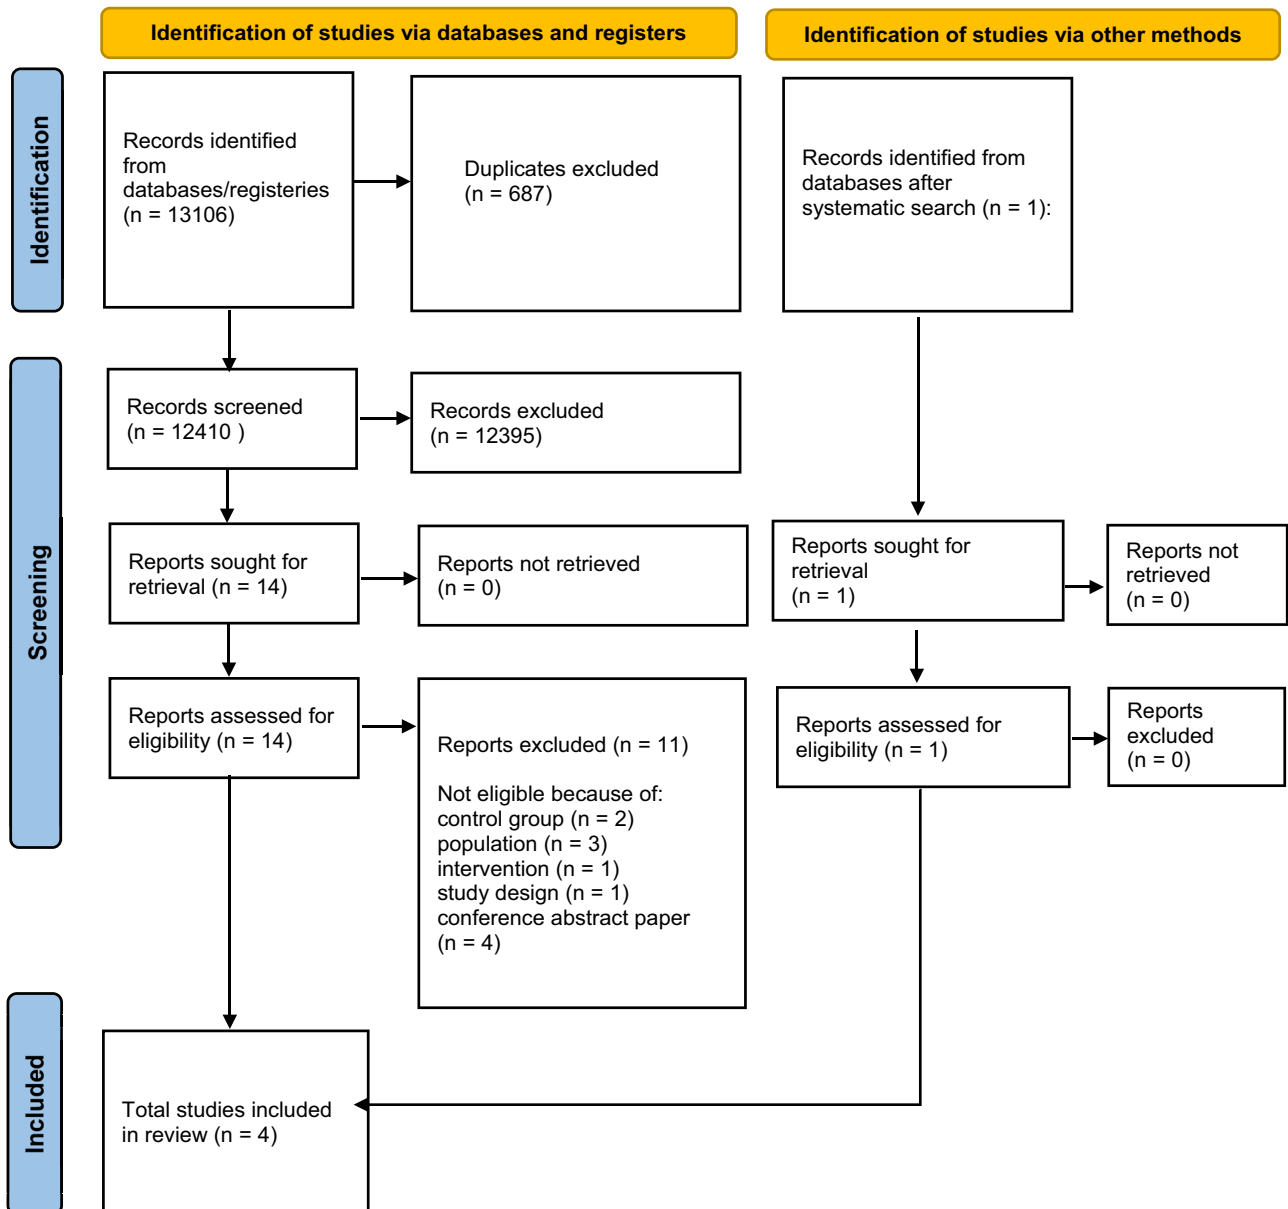 Identification of studies via databases and registers
Identification of studies via other methods
Identification
Records identified
from
databases/registeries
(n = 13106)
Duplicates excluded
(n = 687)
Records identified from
databases after
systematic search (n = 1):
Screening
Records screened
(n = 12410 )
Records excluded
(n = 12395)
Reports sought for
retrieval (n = 14)
Reports not retrieved
(n = 0)
Reports sought for
retrieval
(n = 1)
Reports not
retrieved
(n = 0)
Reports assessed for
eligibility (n = 14)
Reports excluded (n = 11)
Not eligible because of:
control group (n = 2)
population (n = 3)
intervention (n = 1)
study design (n = 1)
conference abstract paper
(n = 4)
Reports assessed for
eligibility (n = 1)
Reports
excluded
(n = 0)
Included
Total studies included
in review (n = 4)